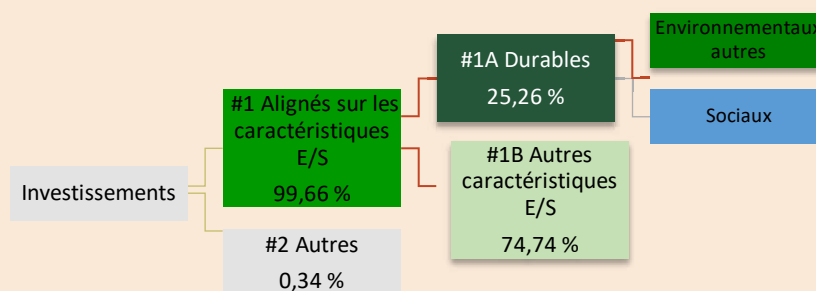 Investissements
#1 Alignés sur les
caractéristiques
E/S
99,66 %
#2 Autres
0,34 %
#1A Durables
25,26 %
#1B Autres
caractéristiques
E/S
74,74 %
Environnementaux
autres
Sociaux